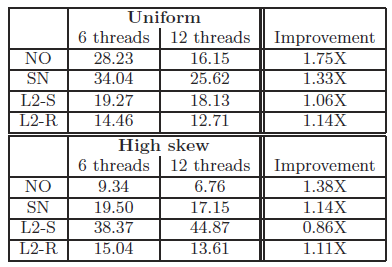 Uniform
6 threads 12 threads Improvement
NO 28.23 16.15 1.75X
SN 34.04 25.62 1.33X
L2-S 19.27 18.13 1.06X
L2-R 14.46 12.71 1.14X
High skew
6 threads 12 threads Improvement
NO 9.34 6.76 1.38X
SN 19.50 17.15 1.14X
L2-S 38.37 44.87 0.86X
L2-R 15.04 13.61 1.11X